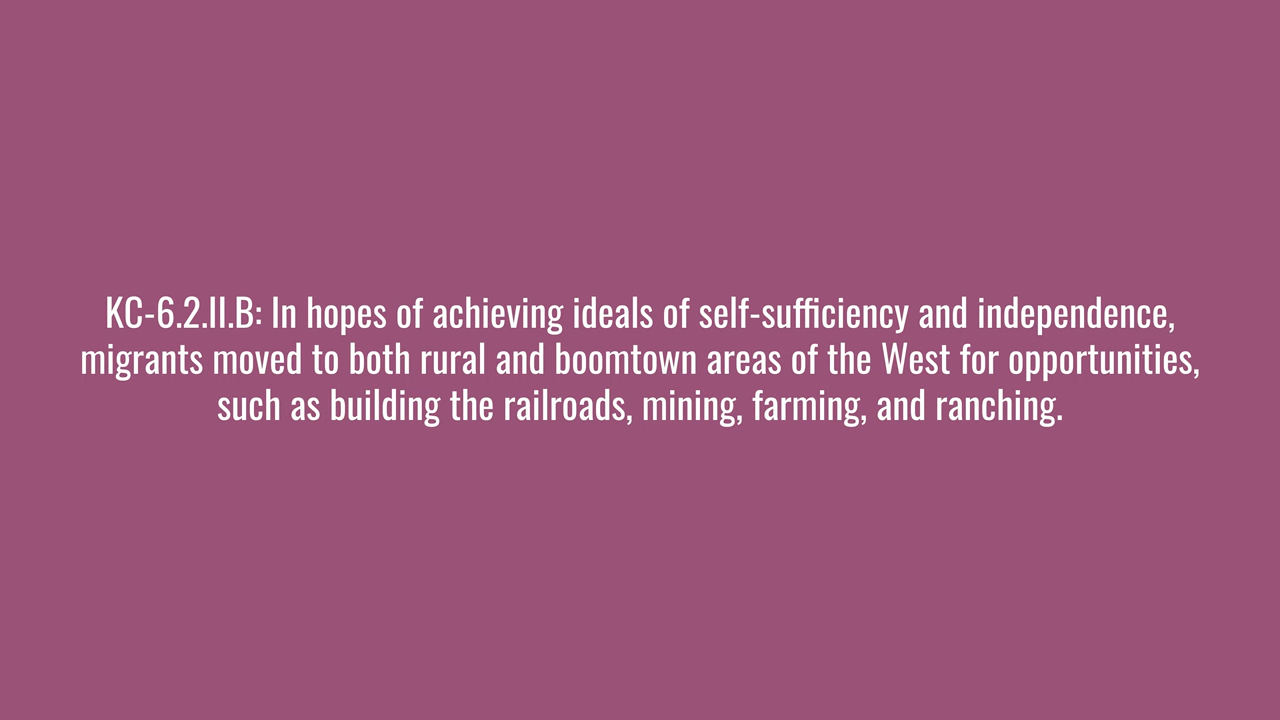 KC-6.2.II.B: In hopes of achieving ideals of self-sufficiency and independence,
migrants moved to both rural and boomtown areas of the West for opportunities,
such as building the railroads, mining, farming, and ranching.